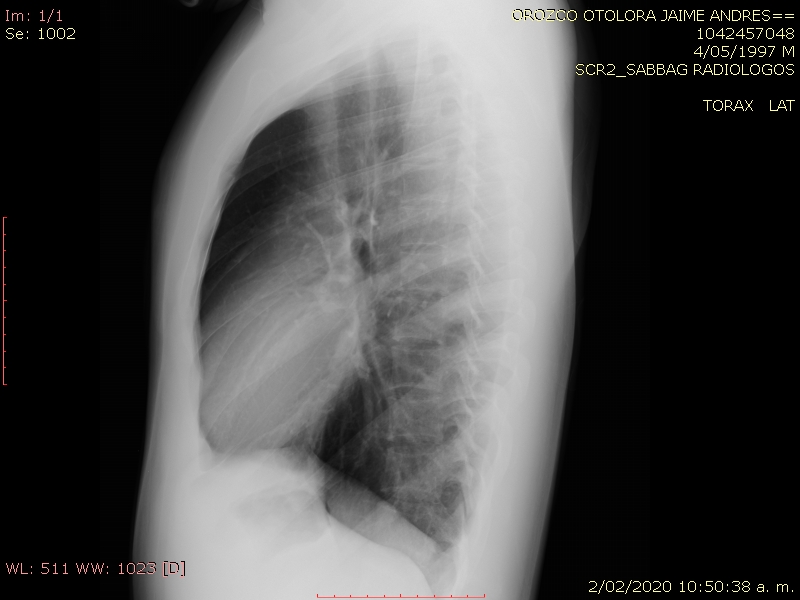 Im: 1/1
Se: 1002
OROZCO OTOLORA JAIME ANDRES==
1042457048
4/05/1997 M
SCR2_SABBAG RADIOLOGOS
TORAX LAT
WL: 511 WW: 1023 [D]
2/02/2020 10:50:38 a. m.